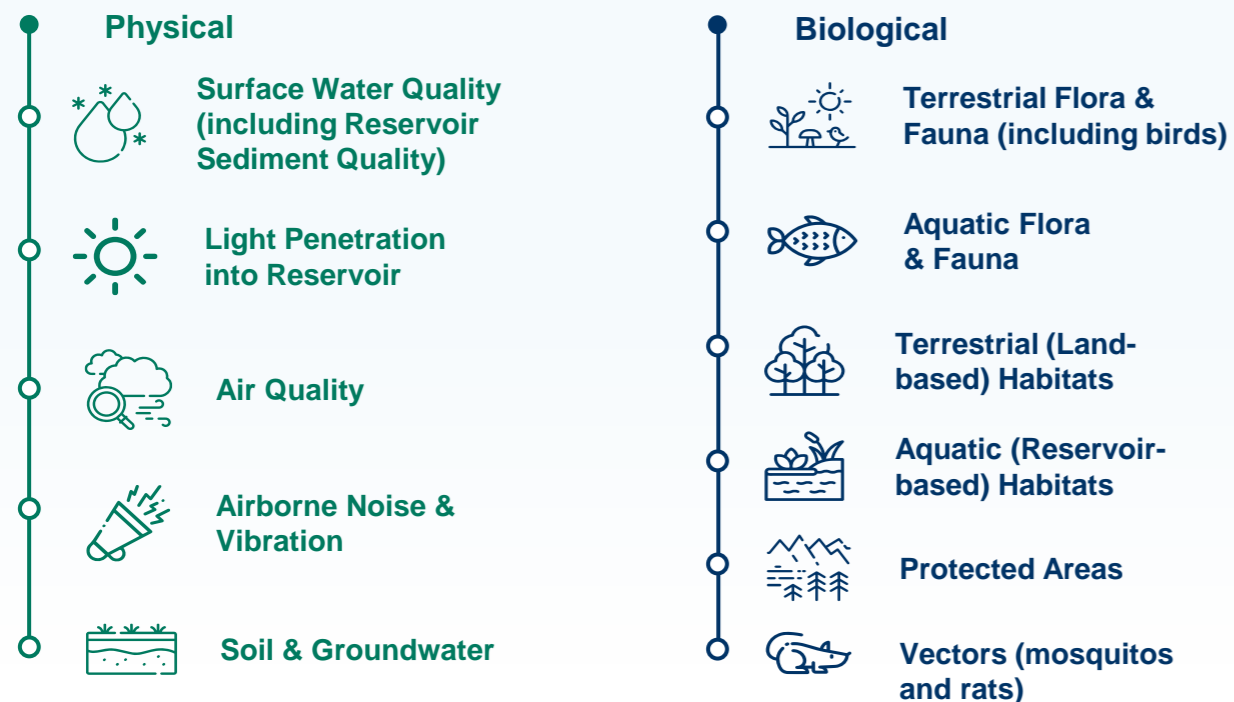 Physical
Surface Water Quality
(including Reservoir
Sediment Quality)
Light Penetration
into Reservoir
Air Quality
Airborne Noise &
Vibration
Soil & Groundwater
Biological
Terrestrial Flora &
Fauna (including birds)
Aquatic Flora
& Fauna
Terrestrial (Land-
based) Habitats
Aquatic (Reservoir-
based) Habitats
Protected Areas
Vectors (mosquitos
and rats)